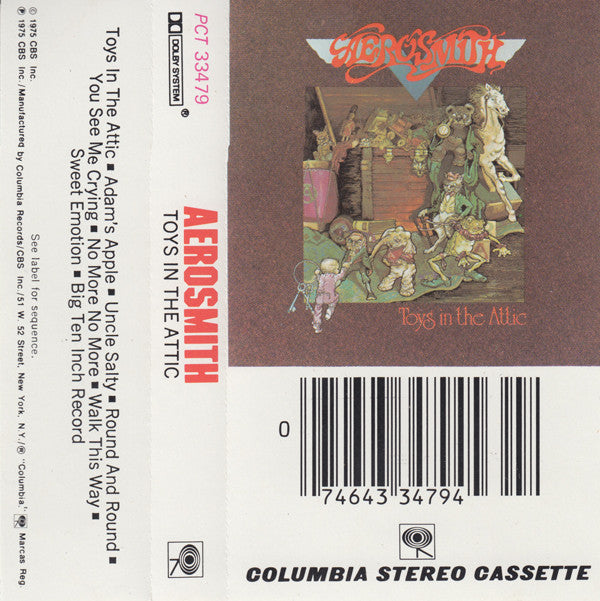 © 1975 CBS Inc.
℗ 1975 CBS Inc./Manufactured by Columbia Records/CBS Inc./51 W. 52 Street, New York, N.Y./® "Columbia," Marcas Reg.
See label for sequence.
Toys In The Attic ■ Adam's Apple ■ Uncle Salty ■ Round And Round ■
You See Me Crying ■ No More No More ■ Walk This Way ■
Sweet Emotion ■ Big Ten Inch Record
PCT 33479
DOLBY SYSTEM ®
AEROSMITH
TOYS IN THE ATTIC
70
AEROSMITH
Toys in the Attic
0 74643 34794
COLUMBIA STEREO CASSETTE